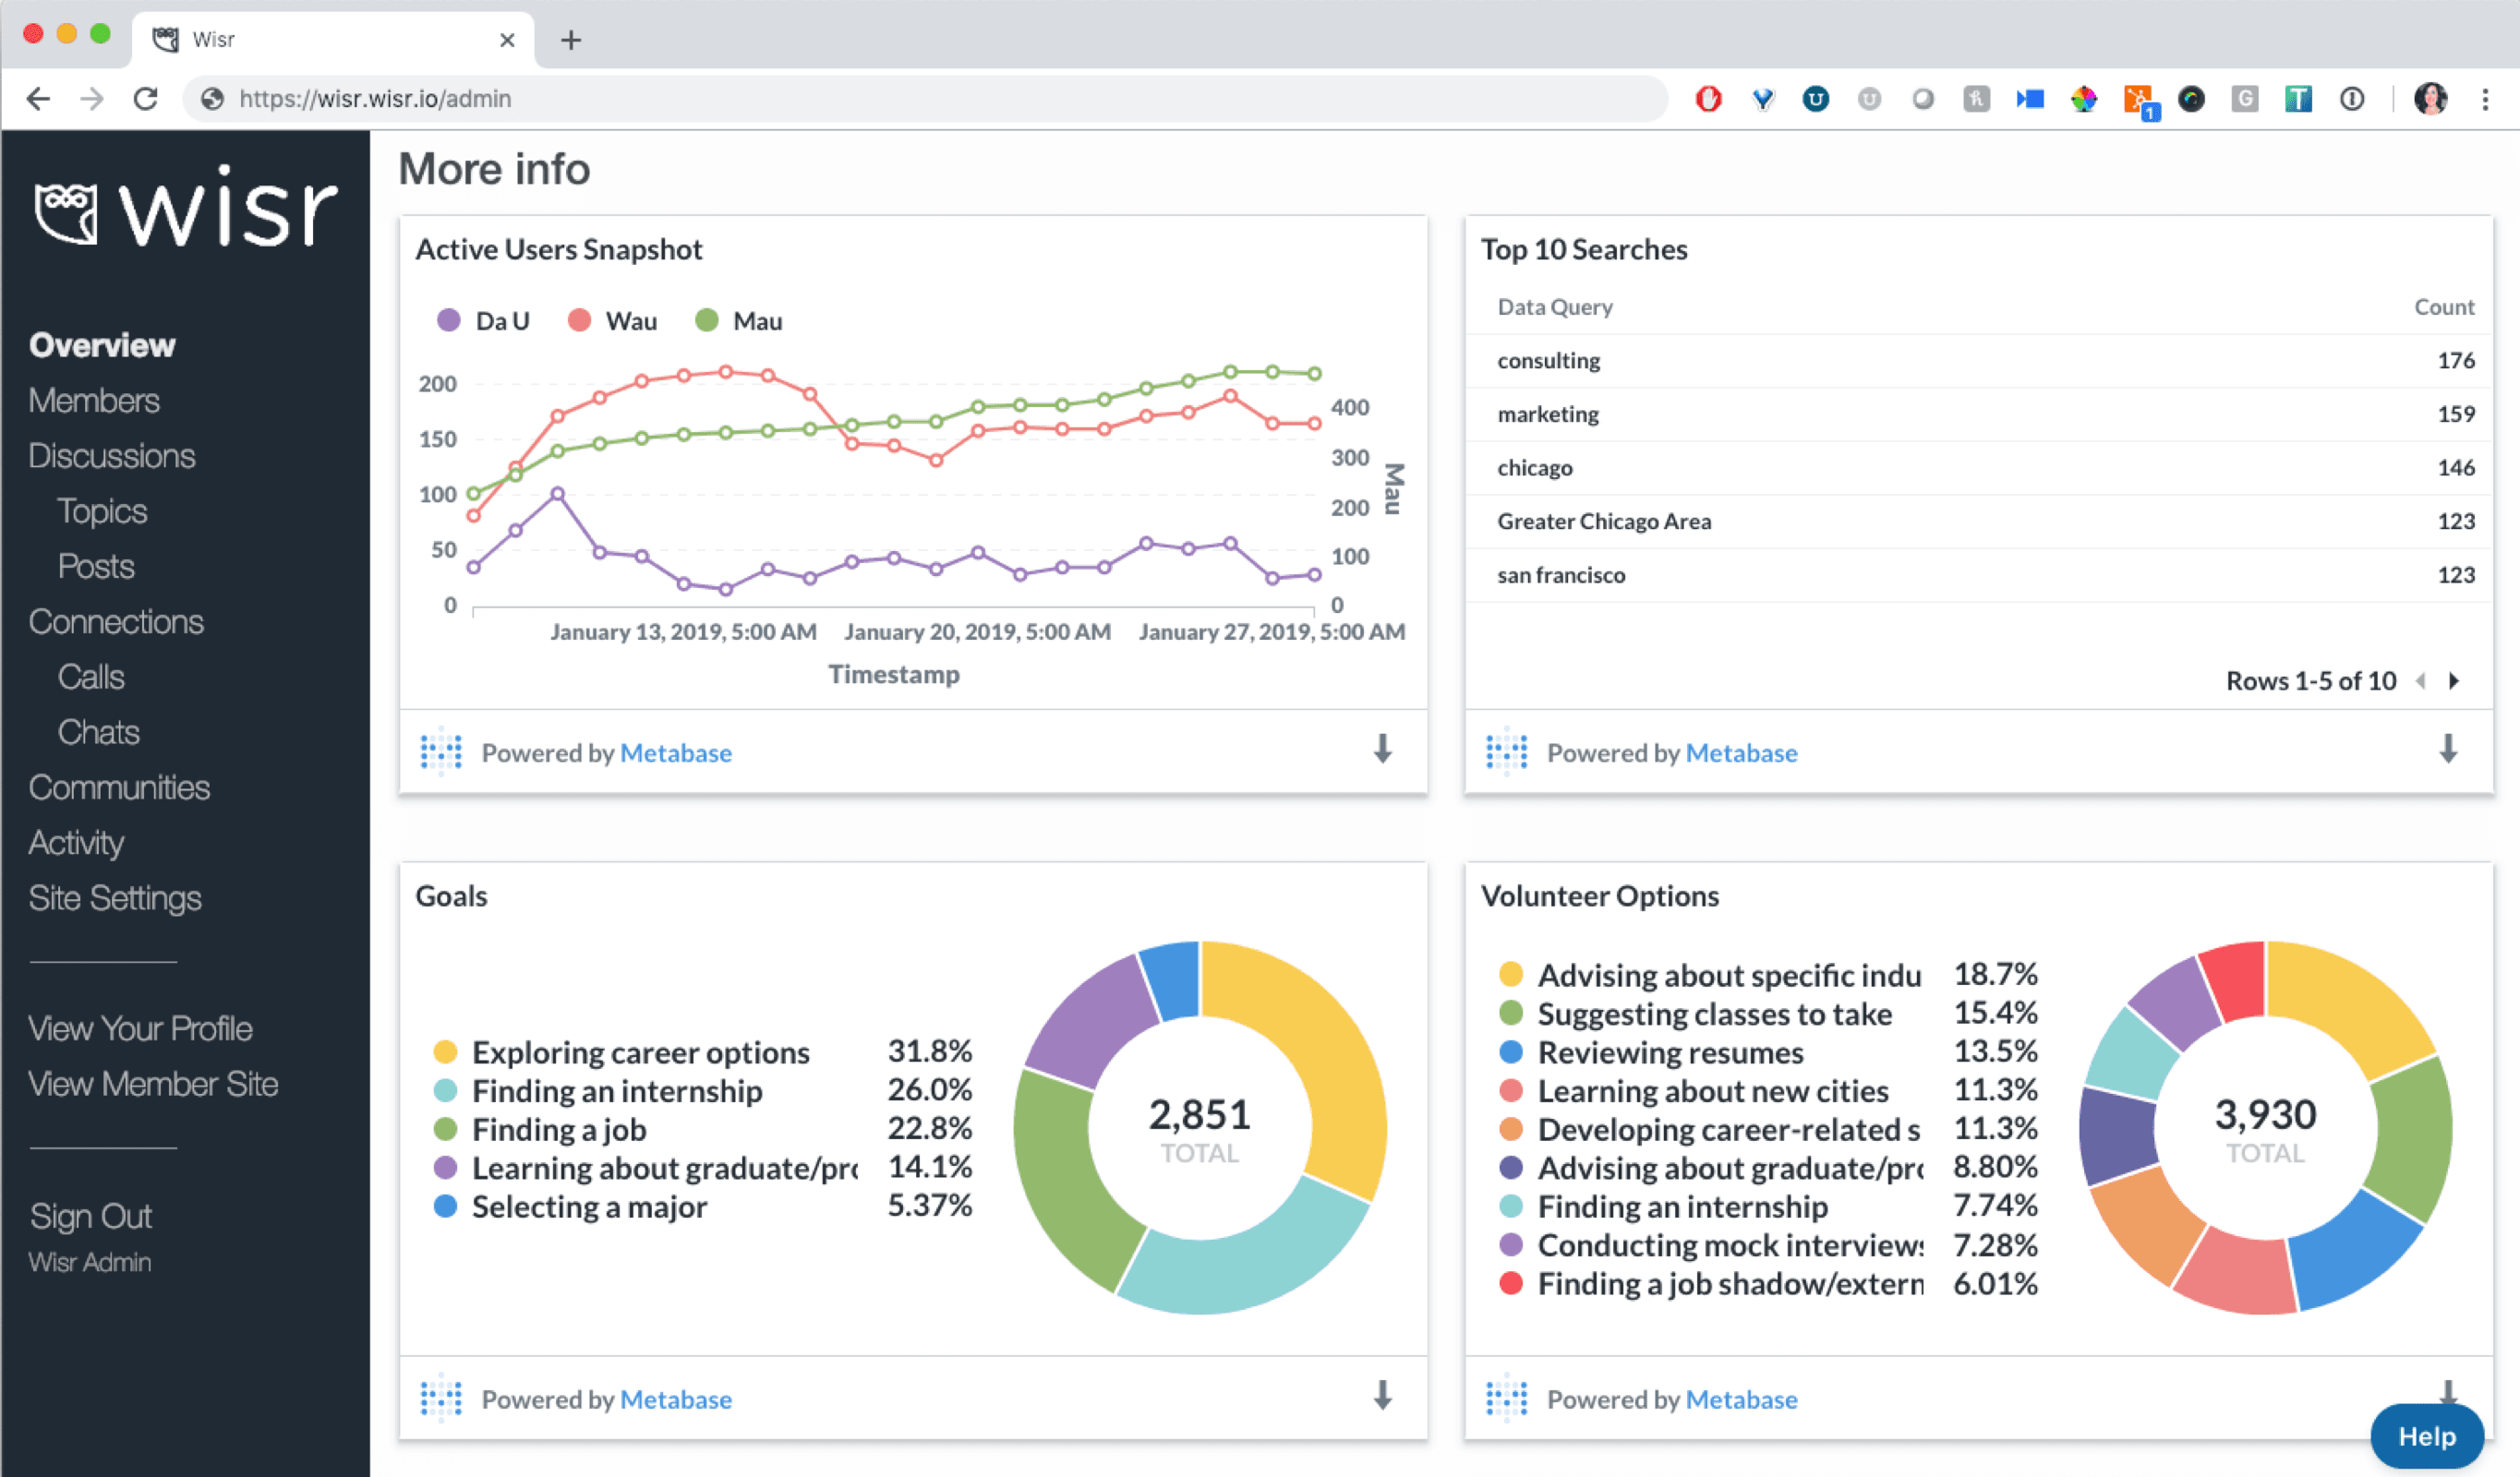 Wisr
https://wisr.wisr.io/admin
1
wisr
Overview
Members
Discussions
Topics
Posts
Connections
Calls
Chats
Communities
Activity
Site Settings
View Your Profile
View Member Site
Sign Out
Wisr Admin
More info
Active Users Snapshot
Da U Wau Mau
200
150
100
50
0
400
300
200
100
0
Mau
January 13, 2019, 5:00 AM January 20, 2019, 5:00 AM January 27, 2019, 5:00 AM
Timestamp
Powered by Metabase
Top 10 Searches
Data Query Count
consulting 176
marketing 159
chicago 146
Greater Chicago Area 123
san francisco 123
Rows 1-5 of 10
Powered by Metabase
Goals
Exploring career options 31.8%
Finding an internship 26.0%
Finding a job 22.8%
Learning about graduate/pro 14.1%
Selecting a major 5.37%
2,851
TOTAL
Powered by Metabase
Volunteer Options
Advising about specific indu 18.7%
Suggesting classes to take 15.4%
Reviewing resumes 13.5%
Learning about new cities 11.3%
Developing career-related s 11.3%
Advising about graduate/pro 8.80%
Finding an internship 7.74%
Conducting mock interviews 7.28%
Finding a job shadow/extern 6.01%
3,930
TOTAL
Powered by Metabase
Help